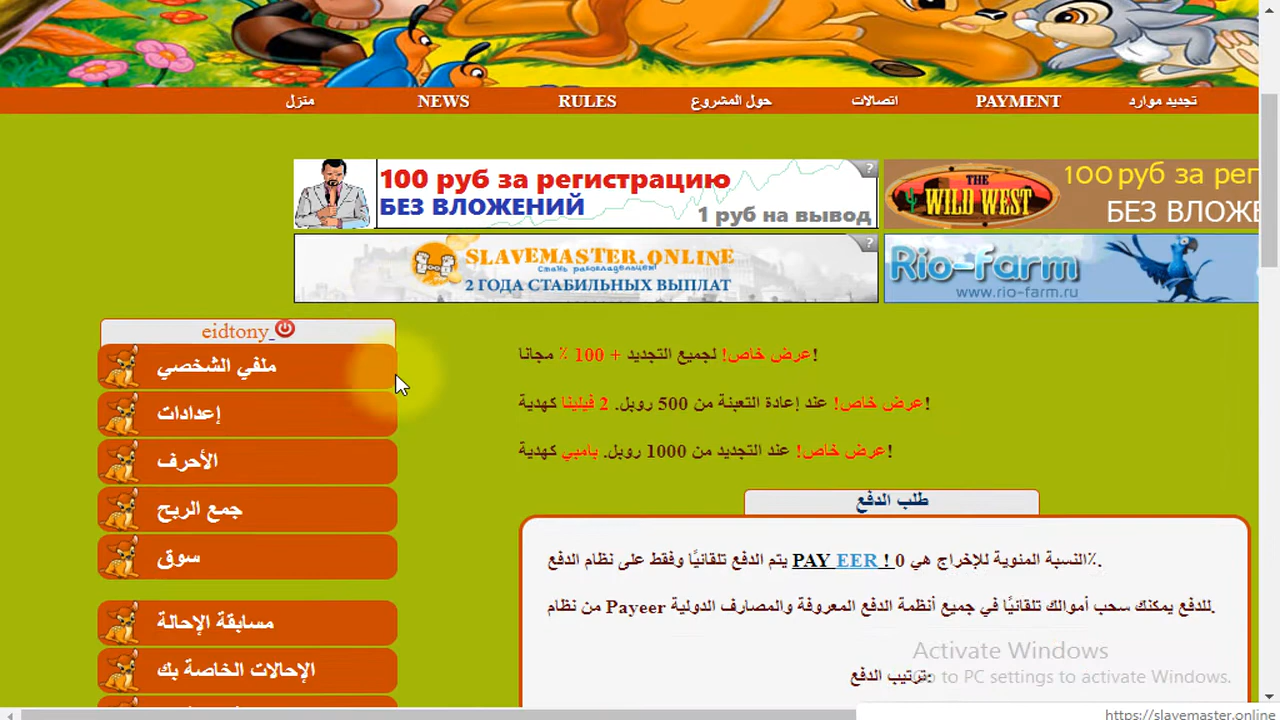 منزل
NEWS
RULES
حول المشروع
اتصالات
PAYMENT
تجديد موارد
100 руб за регистрацию
БЕЗ ВЛОЖЕНИЙ
1 руб на вывод
?
THE WILD WEST
100 руб за рег
БЕЗ ВЛОЖЕ
SLAVEMASTER.ONLINE
Стань рабовладельцем!
2 ГОДА СТАБИЛЬНЫХ ВЫПЛАТ
?
Rio-farm
www.rio-farm.ru
eidtony_
ملفي الشخصي
إعدادات
الأحرف
جمع الربح
سوق
مسابقة الإحالة
الإحالات الخاصة بك
!عرض خاص! لجميع التجديد + 100 ٪ مجانا
!عرض خاص! عند إعادة التعبئة من 500 روبل. 2 فيلينا كهدية
!عرض خاص! عند التجديد من 1000 روبل. بامبي كهدية
طلب الدفع
.٪النسبة المئوية للإخراج هي 0 ! PAYEER يتم الدفع تلقائيًا وفقط على نظام الدفع
.للدفع يمكنك سحب أموالك تلقائيًا في جميع أنظمة الدفع المعروفة والمصارف الدولية Payeer من نظام
:ترتيب الدفع
Activate Windows
Go to PC settings to activate Windows.
https://slavemaster.online